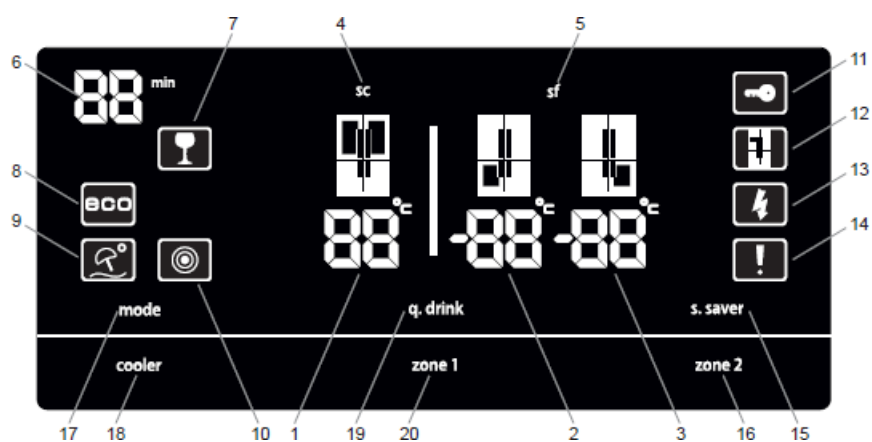 7 4 5
6 11
88 min sc sf
12
8 eco 13
9 °c °c °c
88 -88 -88 14
mode q. drink s. saver
cooler zone 1 zone 2
17 18 10 1 19 20 2 3 16 15